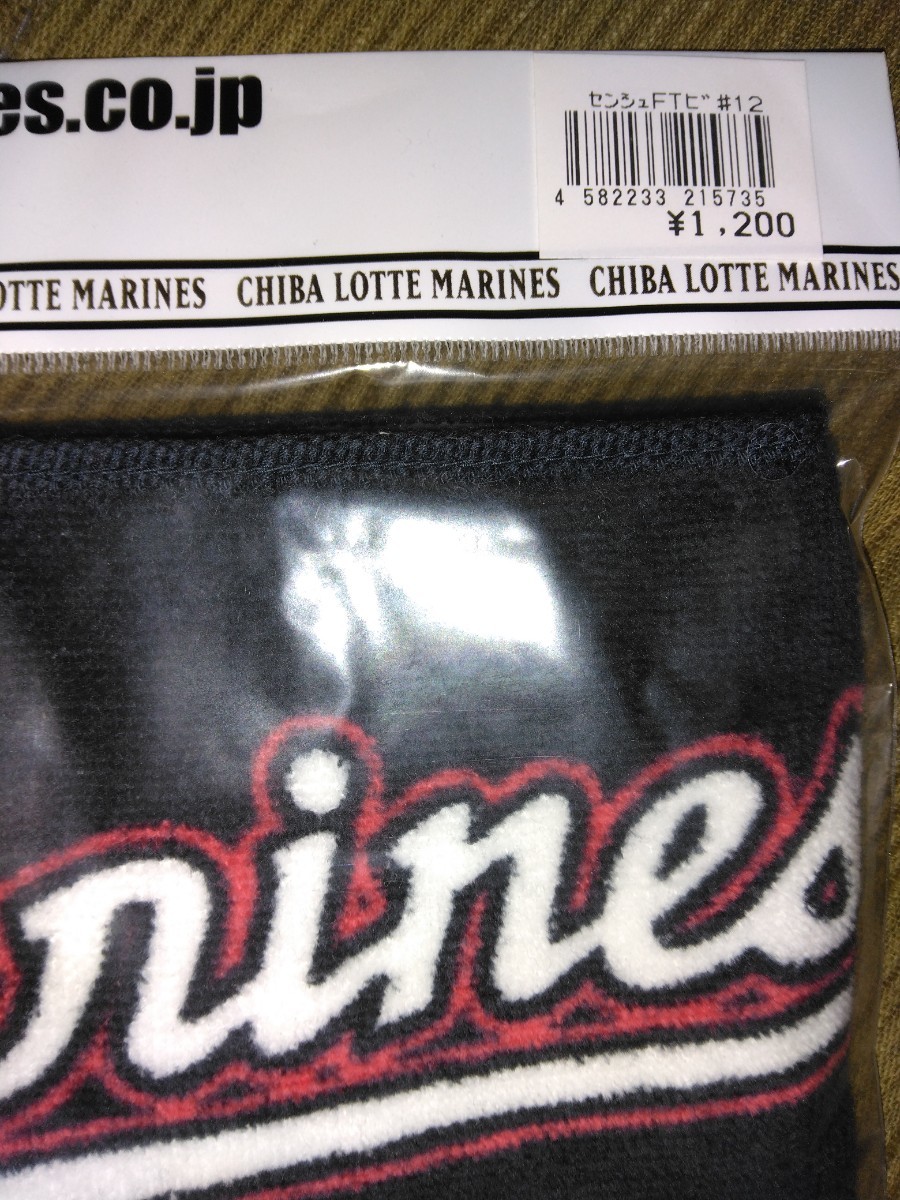 es.co.jp
ｾﾝｼｭFTﾋﾞ#12
4 582233 215735
¥1,200
OTTE MARINES CHIBA LOTTE MARINES CHIBA LOTTE MARINES
rines